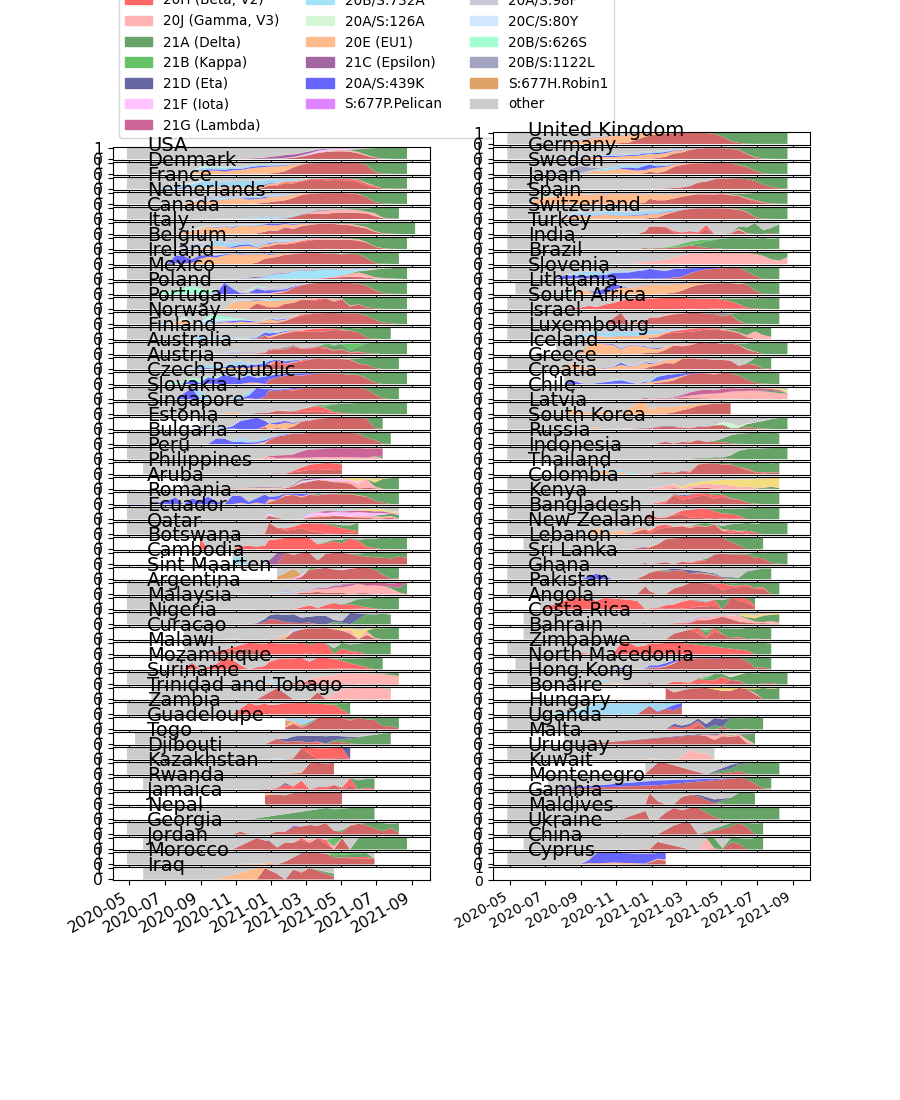 20H (Beta, V2)
20J (Gamma, V3)
21A (Delta)
21B (Kappa)
21D (Eta)
21F (Iota)
21G (Lambda)
20B/S:732A
20A/S:126A
20E (EU1)
21C (Epsilon)
20A/S:439K
S:677P.Pelican
20A/S:98F
20C/S:80Y
20B/S:626S
20B/S:1122L
S:677H.Robin1
other
USA
Denmark
France
Netherlands
Canada
Italy
Belgium
Ireland
Mexico
Poland
Portugal
Norway
Finland
Australia
Austria
Czech Republic
Slovakia
Singapore
Estonia
Bulgaria
Peru
Philippines
Aruba
Romania
Ecuador
Qatar
Botswana
Cambodia
Sint Maarten
Argentina
Malaysia
Nigeria
Curacao
Malawi
Mozambique
Suriname
Trinidad and Tobago
Zambia
Guadeloupe
Togo
Djibouti
Kazakhstan
Rwanda
Jamaica
Nepal
Georgia
Jordan
Morocco
Iraq
0
2020-05
2020-07
2020-09
2020-11
2021-01
2021-03
2021-05
2021-07
2021-09
United Kingdom
Germany
Sweden
Japan
Spain
Switzerland
Turkey
India
Brazil
Slovenia
Lithuania
South Africa
Israel
Luxembourg
Iceland
Greece
Croatia
Chile
Latvia
South Korea
Russia
Indonesia
Thailand
Colombia
Kenya
Bangladesh
New Zealand
Lebanon
Sri Lanka
Ghana
Pakistan
Angola
Costa Rica
Bahrain
Zimbabwe
North Macedonia
Hong Kong
Bonaire
Hungary
Uganda
Malta
Uruguay
Kuwait
Montenegro
Gambia
Maldives
Ukraine
China
Cyprus
1
0
2020-05
2020-07
2020-09
2020-11
2021-01
2021-03
2021-05
2021-07
2021-09